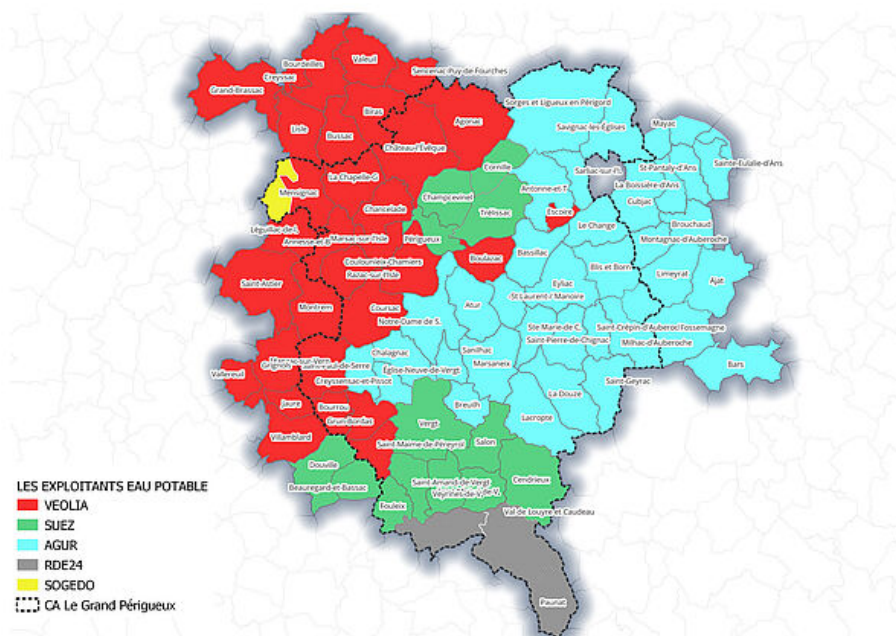 Bourdeilles
Valeuil
Creyssac
Grand-Brassac
Sencenac-Puy-de Fourches
Sorges et Ligueux en Périgord
Biras
Agonac
Lisle
Bussac
Savignac-les-Églises
Mayac
Château-l'Évêque
Cornille
Sarliac-sur-l'I.
St-Pantaly-d'Ans
Sainte-Eulalie-d'Ans
La Chapelle-G
Mensignac
Antonne-et-T
La Boissière-d'Ans
Champcevinel
Cubjac
Chancelade
Trélissac
Escoire
Le Change
Brouchaud
Léguillac-de-l.
Annesse-et-B
Marsac-sur-l'Isle
Périgueux
Montagnac-d'Auberoche
Bassillac
Coulounieix-Chamiers
Boulazac
Razac-sur-l'Isle
Blis et Born
Limeyrat
Saint-Astier
Eyliac
Ajat
St Laurent / Manoire
Montrem
Coursac
Atur
Notre-Dame de S.
Ste Marie-de C.
Saint-Crépin-d'Auberoc
Fossemagne
Saint-Pierre-de-Chignac
Milhac-d'Auberoche
Chalagnac
Sanilhac
Marsaneix
Grignols
Bars
Vallereuil
Église-Neuve-de-Vergt
Creyssensac-et-Pissot
Saint-Geyrac
La Douze
Jaure
Bourrou
Breuilh
Lacropte
Grun-Bordas
Vergt
Villamblard
Saint-Maime-de-Péreyrol
Salon
Douville
Saint-Amand-de-Vergt
Cendrieux
Beauregard-et-Bassac
Veyrines-de-V.
de-V.
Fouleix
Val de Louyre et Caudeau
Paunat
LES EXPLOITANTS EAU POTABLE
VEOLIA
SUEZ
AGUR
RDE24
SOGEDO
CA Le Grand Périgueux